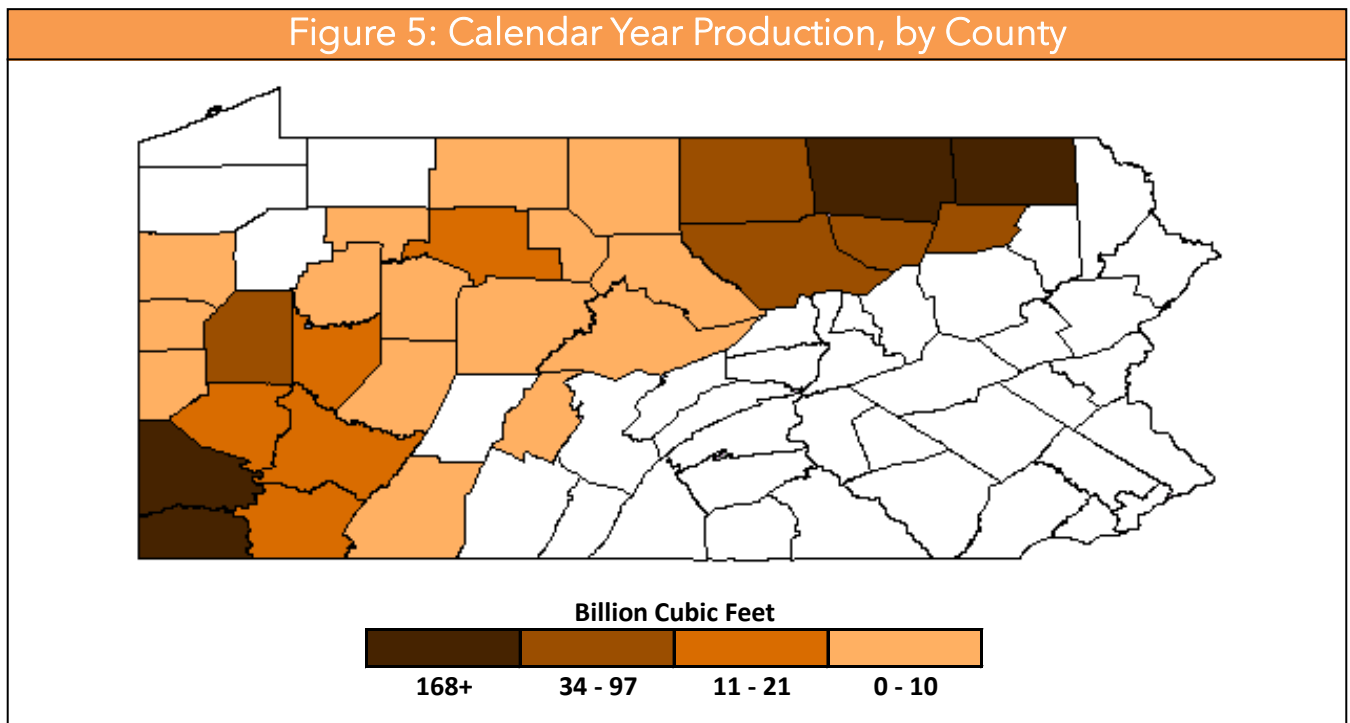 Figure 5: Calendar Year Production, by County
Billion Cubic Feet
168+ 34 - 97 11 - 21 0 - 10